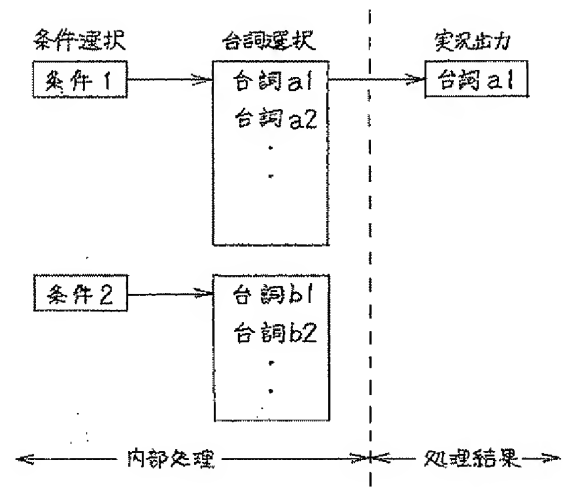 条件選択
台詞選択
実況出力
条件1
台詞a1
台詞a2
・
・
台詞a1
条件2
台詞b1
台詞b2
・
・
内部処理
処理結果